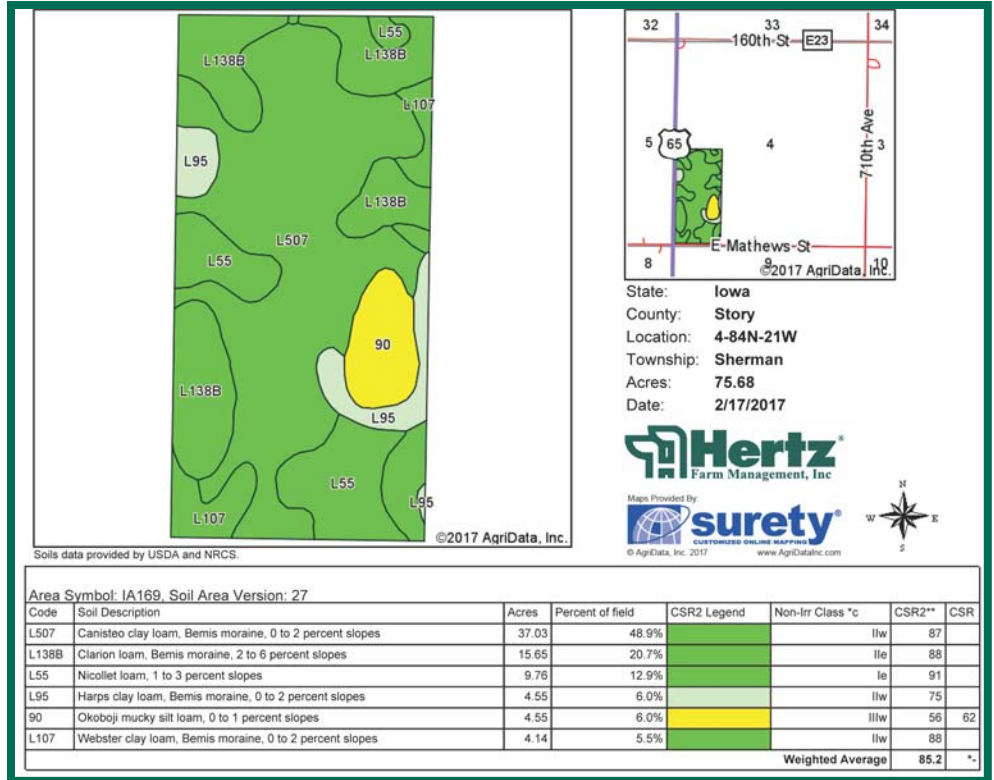 L55
L138B
L138B
L107
L95
L138B
L507
L55
90
L138B
L95
L55
L95
L107
©2017 AgriData, Inc.
Soils data provided by USDA and NRCS.
32 33 34
160th-St E23
5 65 4 3
710th-Ave
E-Mathews-St
8 9 10
©2017 AgriData, Inc.
State: Iowa
County: Story
Location: 4-84N-21W
Township: Sherman
Acres: 75.68
Date: 2/17/2017
Hertz®
Farm Management, Inc
Maps Provided By:
surety®
CUSTOMIZED ONLINE MAPPING
© AgriData, Inc. 2017 www.AgriDataInc.com
N
W E
S
Area Symbol: IA169, Soil Area Version: 27
Code Soil Description Acres Percent of field CSR2 Legend Non-Irr Class *c CSR2** CSR
L507 Canisteo clay loam, Bemis moraine, 0 to 2 percent slopes 37.03 48.9% IIw 87
L138B Clarion loam, Bemis moraine, 2 to 6 percent slopes 15.65 20.7% IIe 88
L55 Nicollet loam, 1 to 3 percent slopes 9.76 12.9% Ie 91
L95 Harps clay loam, Bemis moraine, 0 to 2 percent slopes 4.55 6.0% IIw 75
90 Okoboji mucky silt loam, 0 to 1 percent slopes 4.55 6.0% IIIw 56 62
L107 Webster clay loam, Bemis moraine, 0 to 2 percent slopes 4.14 5.5% IIw 88
Weighted Average 85.2 *-